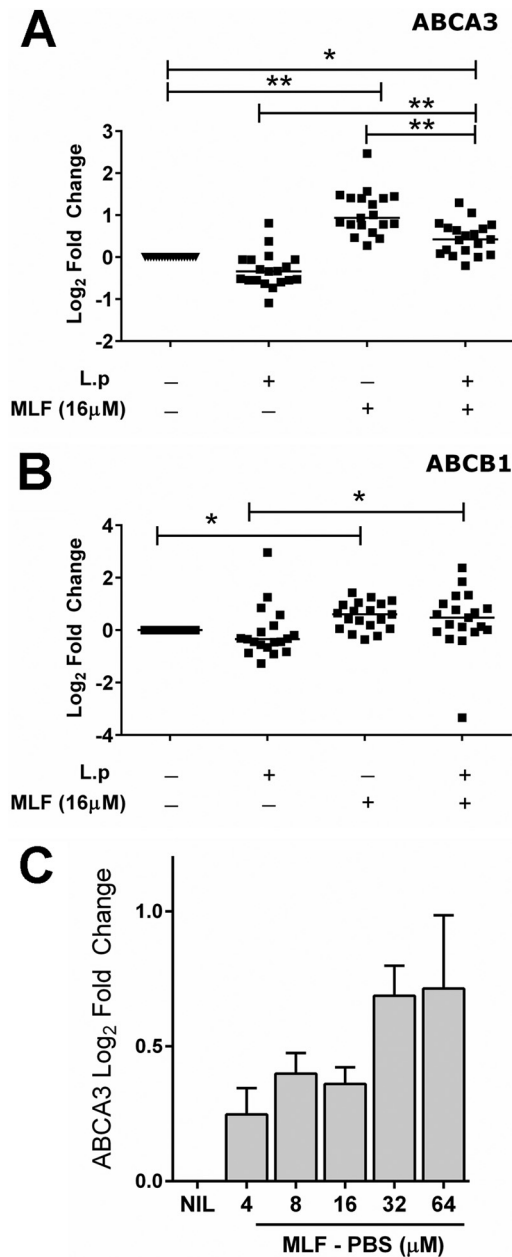 A
ABCA3
*
**
**
**
3
2
1
0
-1
-2
Log2 Fold Change
L.p – + – +
MLF (16μM) – – + +
B
ABCB1
*
*
4
2
0
-2
-4
Log2 Fold Change
L.p – + – +
MLF (16μM) – – + +
C
1.0
0.5
0.0
ABCA3 Log2 Fold Change
NIL 4 8 16 32 64
MLF - PBS (μM)